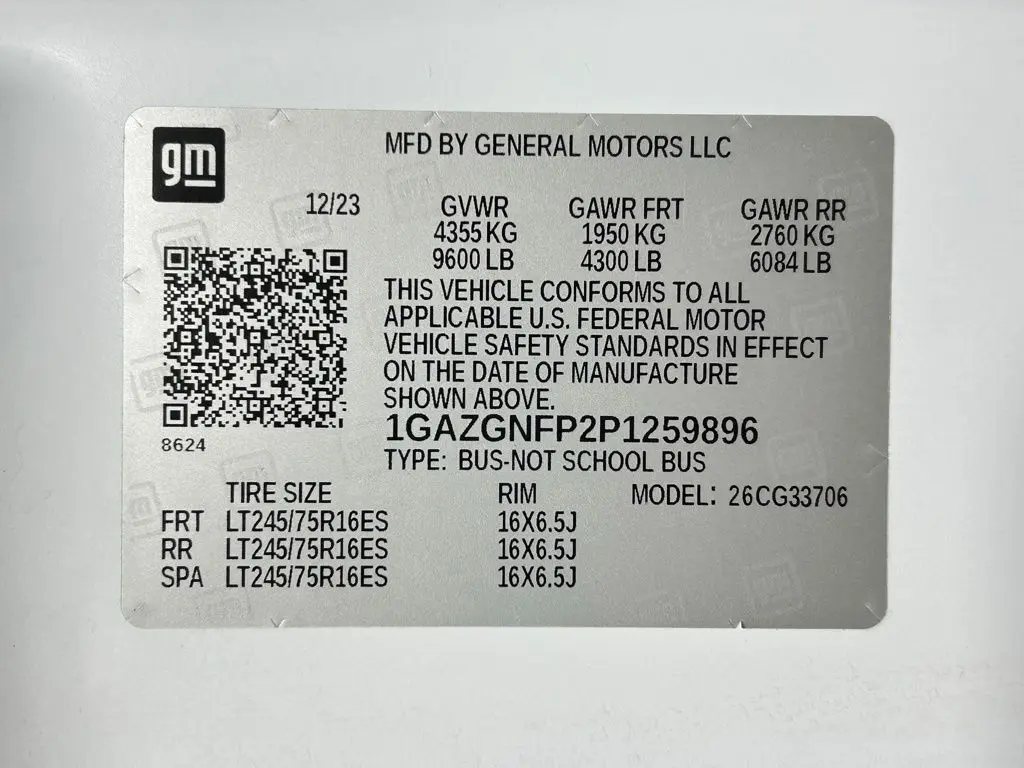 gm
MFD BY GENERAL MOTORS LLC
12/23
GVWR GAWR FRT GAWR RR
4355 KG 1950 KG 2760 KG
9600 LB 4300 LB 6084 LB
THIS VEHICLE CONFORMS TO ALL
APPLICABLE U.S. FEDERAL MOTOR
VEHICLE SAFETY STANDARDS IN EFFECT
ON THE DATE OF MANUFACTURE
SHOWN ABOVE.
8624
1GAZGNFP2P1259896
TYPE: BUS-NOT SCHOOL BUS
TIRE SIZE RIM MODEL: 26CG33706
FRT LT245/75R16ES 16X6.5J
RR LT245/75R16ES 16X6.5J
SPA LT245/75R16ES 16X6.5J